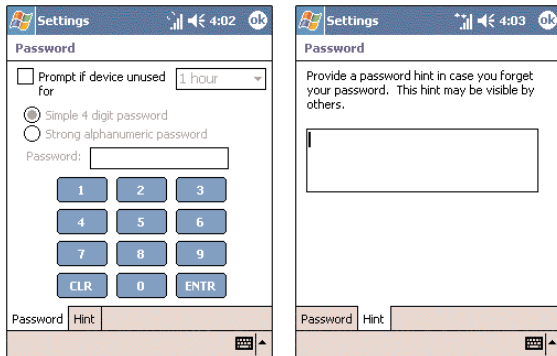 Settings 4:02 ok
Password
Prompt if device unused for 1 hour
Simple 4 digit password
Strong alphanumeric password
Password:
1 2 3
4 5 6
7 8 9
CLR 0 ENTR
Password Hint
Settings 4:03 ok
Password
Provide a password hint in case you forget
your password. This hint may be visible by
others.
Password Hint